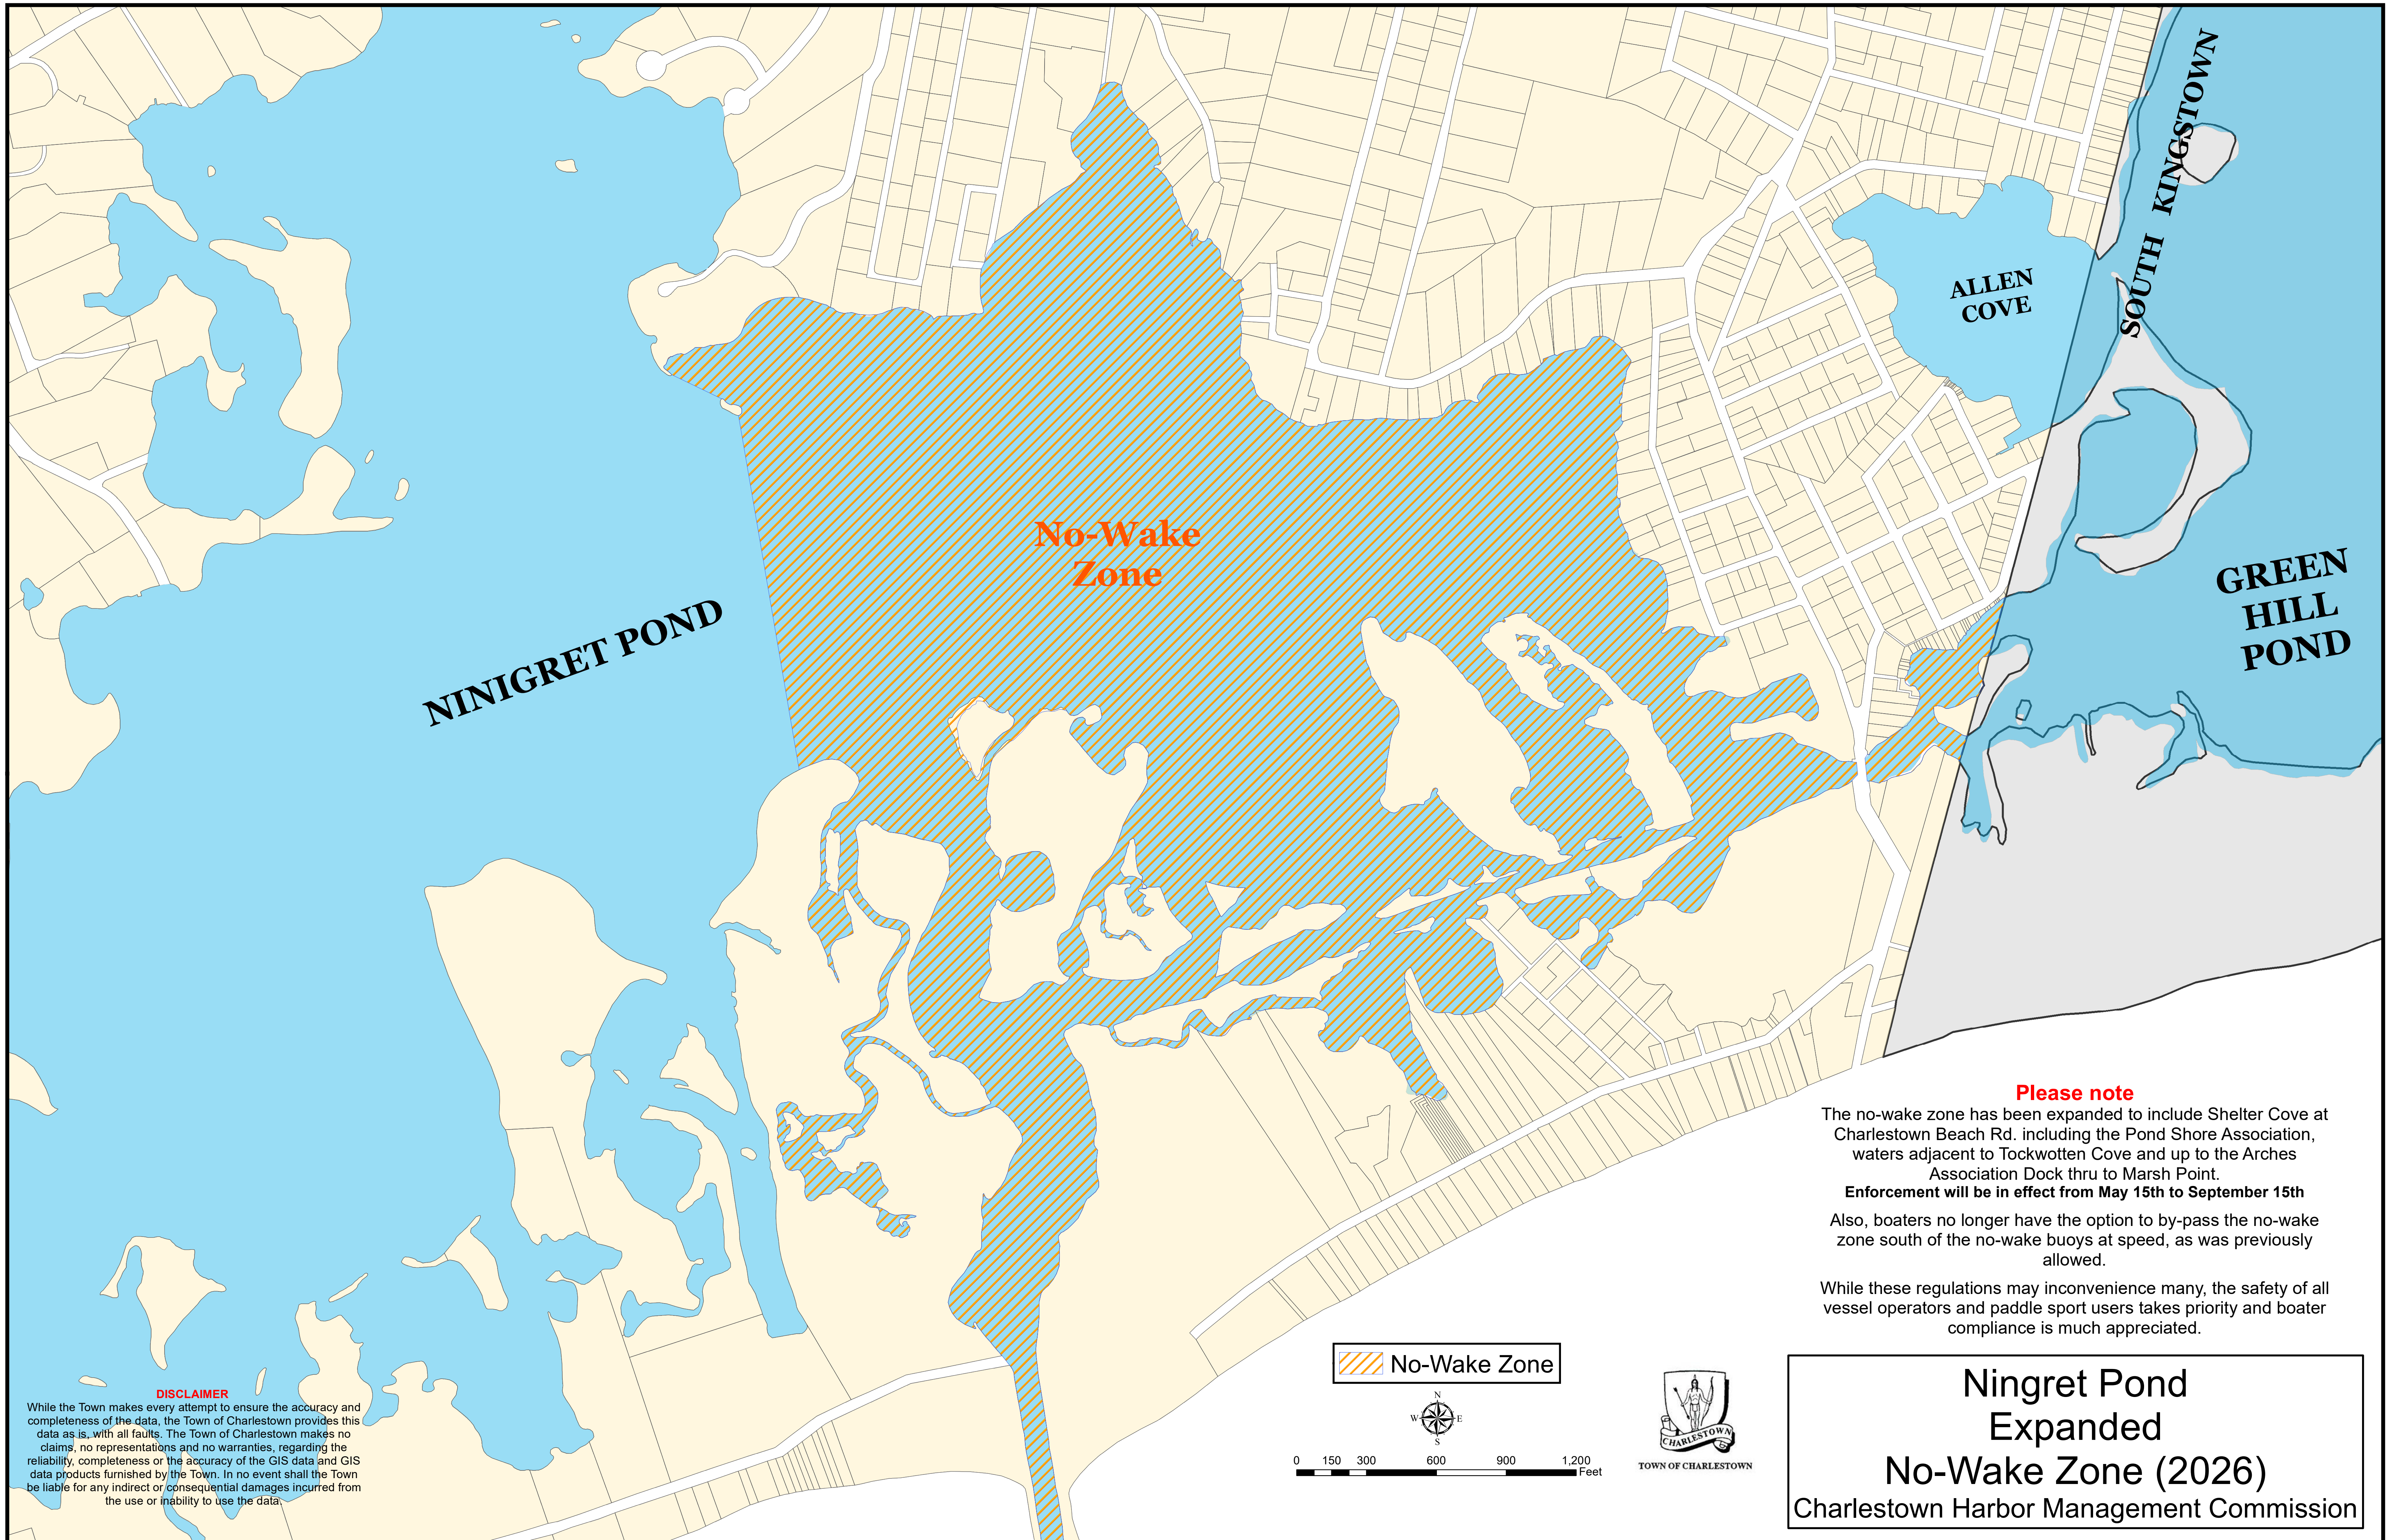 SOUTH KINGSTOWN
ALLEN
COVE
No-Wake
Zone
NINIGRET POND
GREEN
HILL
POND
Please note
The no-wake zone has been expanded to include Shelter Cove at
Charlestown Beach Rd. including the Pond Shore Association,
waters adjacent to Tockwotten Cove and up to the Arches
Association Dock thru to Marsh Point.
Enforcement will be in effect from May 15th to September 15th
Also, boaters no longer have the option to by-pass the no-wake
zone south of the no-wake buoys at speed, as was previously
allowed.
While these regulations may inconvenience many, the safety of all
vessel operators and paddle sport users takes priority and boater
compliance is much appreciated.
No-Wake Zone
N
W E
S
0 150 300 600 900 1,200
Feet
CHARLESTOWN
TOWN OF CHARLESTOWN
Ningret Pond
Expanded
No-Wake Zone (2026)
Charlestown Harbor Management Commission
DISCLAIMER
While the Town makes every attempt to ensure the accuracy and
completeness of the data, the Town of Charlestown provides this
data as is, with all faults. The Town of Charlestown makes no
claims, no representations and no warranties, regarding the
reliability, completeness or the accuracy of the GIS data and GIS
data products furnished by the Town. In no event shall the Town
be liable for any indirect or consequential damages incurred from
the use or inability to use the data.